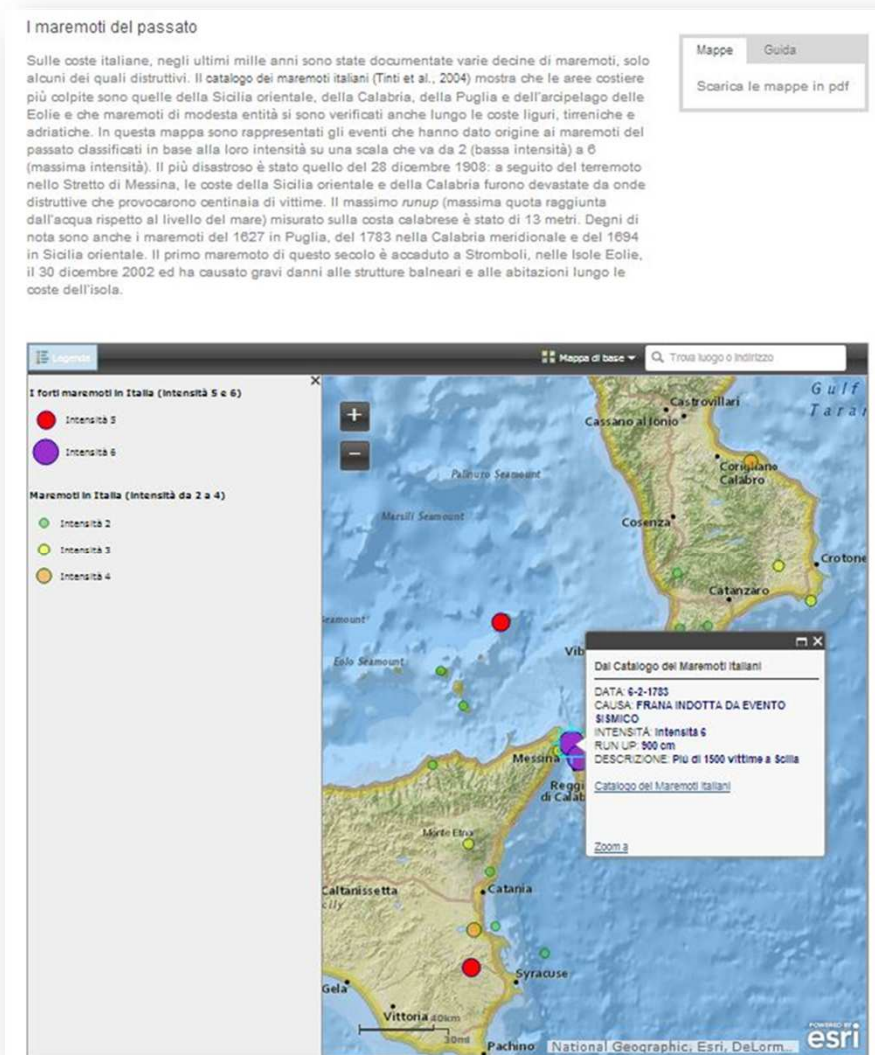 I maremoti del passato
Sulle coste italiane, negli ultimi mille anni sono state documentate varie decine di maremoti, solo
alcuni dei quali distruttivi. Il catalogo dei maremoti italiani (Tinti et al., 2004) mostra che le aree costiere
più colpite sono quelle della Sicilia orientale, della Calabria, della Puglia e dell'arcipelago delle
Eolie e che maremoti di modesta entità si sono verificati anche lungo le coste liguri, tirreniche e
adriatiche. In questa mappa sono rappresentati gli eventi che hanno dato origine ai maremoti del
passato classificati in base alla loro intensità su una scala che va da 2 (bassa intensità) a 6
(massima intensità). Il più disastroso è stato quello del 28 dicembre 1908: a seguito del terremoto
nello Stretto di Messina, le coste della Sicilia orientale e della Calabria furono devastate da onde
distruttive che provocarono centinaia di vittime. Il massimo runup (massima quota raggiunta
dall'acqua rispetto al livello del mare) misurato sulla costa calabrese è stato di 13 metri. Degni di
nota sono anche i maremoti del 1627 in Puglia, del 1783 nella Calabria meridionale e del 1694
in Sicilia orientale. Il primo maremoto di questo secolo è accaduto a Stromboli, nelle Isole Eolie,
il 30 dicembre 2002 ed ha causato gravi danni alle strutture balneari e alle abitazioni lungo le
coste dell'isola.
Mappe Guida
Scarica le mappe in pdf
Legenda
Mappa di base
Trova luogo o indirizzo
I forti maremoti in Italia (intensità 5 e 6)
Intensità 5
Intensità 6
Maremoti in Italia (intensità da 2 a 4)
Intensità 2
Intensità 3
Intensità 4
+
−
Gulf
Taran
Castrovillari
Cassano al Ionio
Corigliano
Calabro
Palinuro Seamount
Marsili Seamount
Cosenza
Crotone
Catanzaro
Seamount
Eolo Seamount
Vib
Messina
Reggi
di Calab
Dal Catalogo dei Maremoti Italiani
DATA: 6-2-1783
CAUSA: FRANA INDOTTA DA EVENTO
SISMICO
INTENSITÀ: Intensità 6
RUN UP: 900 cm
DESCRIZIONE: Più di 1500 vittime a Scilla
Catalogo dei Maremoti Italiani
Zoom a
Monte Etna
Caltanissetta
Catania
Syracuse
Gela
Vittoria
40km
30mi
Pachino
National Geographic, Esri, DeLorm...
POWERED BY
esri